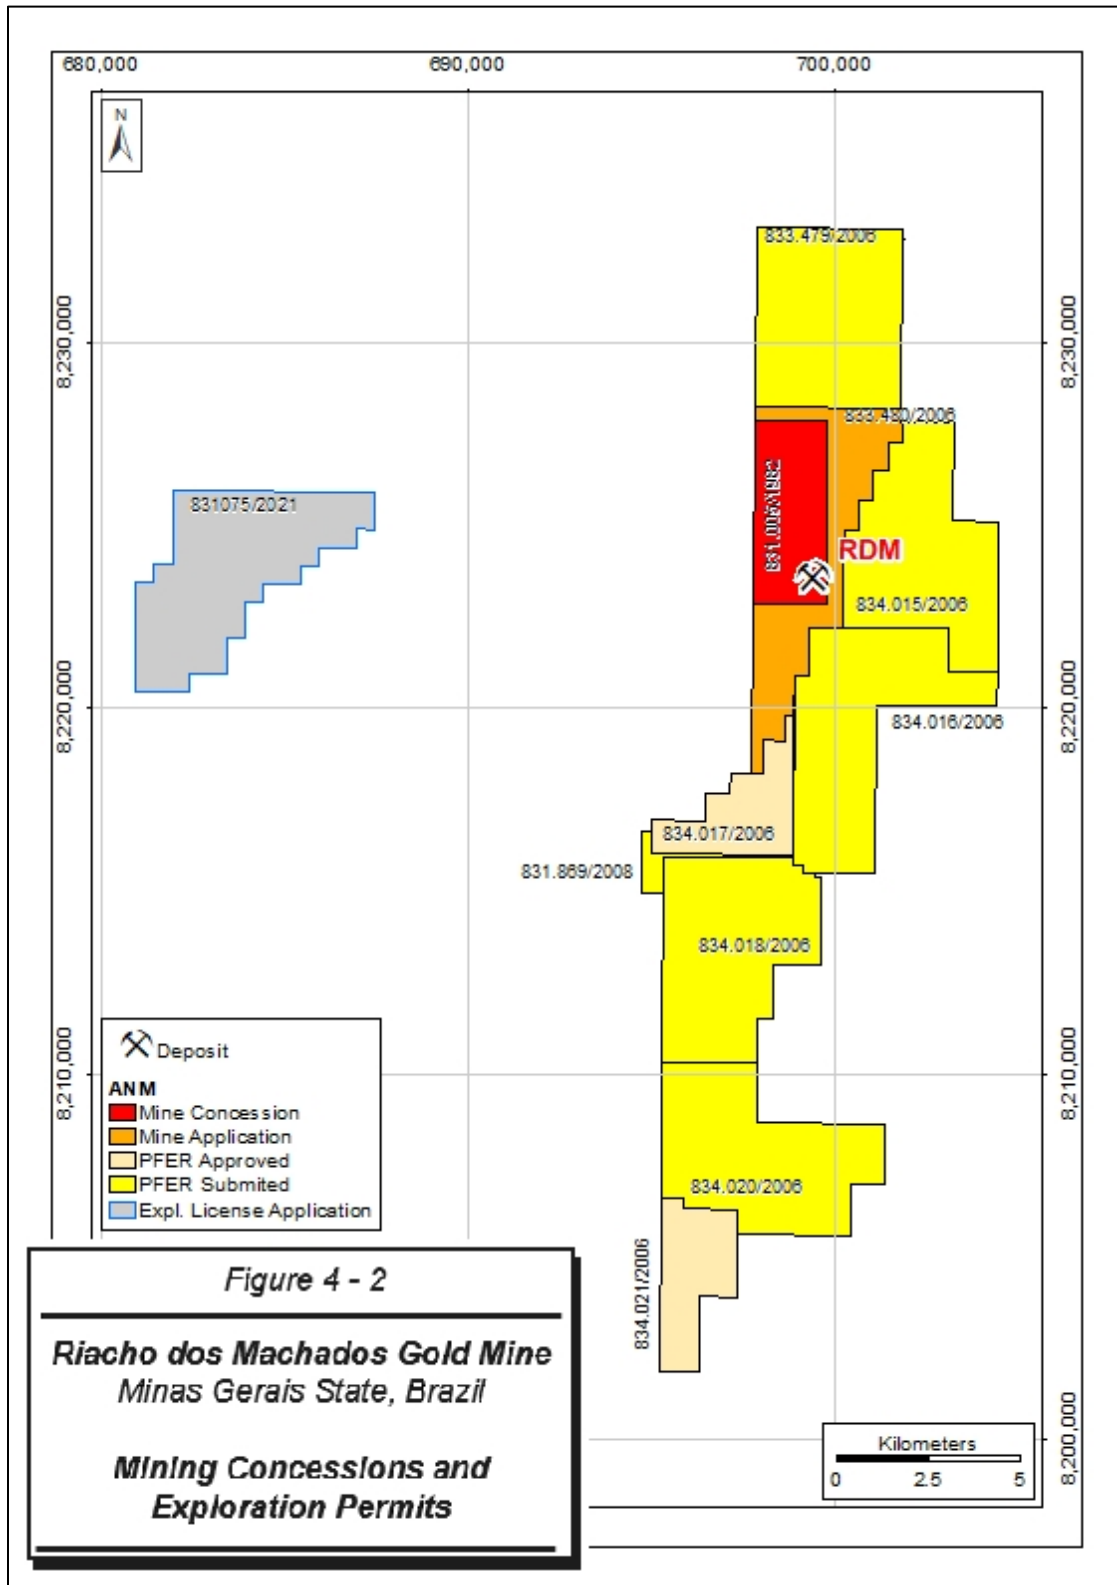 680,000
690,000
700,000
N
833.479/2006
8,230,000
8,230,000
833.480/2006
831075/2021
RDM
834.015/2006
8,220,000
8,220,000
834.016/2006
834.017/2006
831.869/2008
834.018/2006
Deposit
ANM
Mine Concession
Mine Application
PFER Approved
PFER Submited
Expl. License Application
8,210,000
8,210,000
834.020/2006
834.021/2006
Figure 4 - 2
Riacho dos Machados Gold Mine
Minas Gerais State, Brazil
Mining Concessions and
Exploration Permits
Kilometers
0 2.5 5
8,200,000